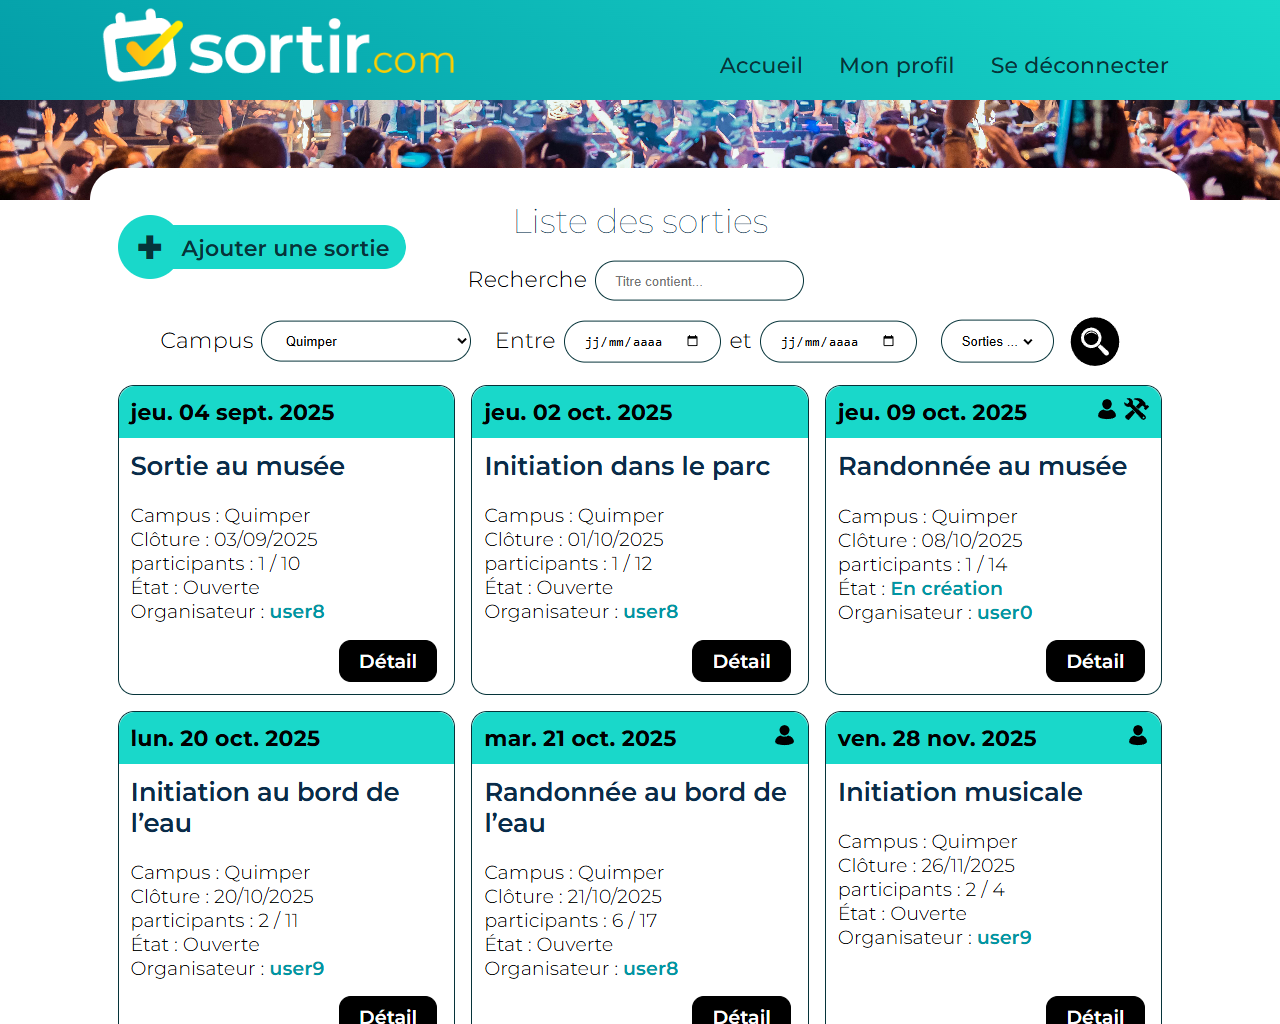 sortir.com
Accueil
Mon profil
Se déconnecter
Liste des sorties
Ajouter une sortie
Recherche
Titre contient...
Campus
Quimper
Entre
jj/mm/aaaa
et
jj/mm/aaaa
Sorties ...
jeu. 04 sept. 2025
Sortie au musée
Campus : Quimper
Clôture : 03/09/2025
participants : 1 / 10
État : Ouverte
Organisateur : user8
Détail
jeu. 02 oct. 2025
Initiation dans le parc
Campus : Quimper
Clôture : 01/10/2025
participants : 1 / 12
État : Ouverte
Organisateur : user8
Détail
jeu. 09 oct. 2025
Randonnée au musée
Campus : Quimper
Clôture : 08/10/2025
participants : 1 / 14
État : En création
Organisateur : user0
Détail
lun. 20 oct. 2025
Initiation au bord de
l’eau
Campus : Quimper
Clôture : 20/10/2025
participants : 2 / 11
État : Ouverte
Organisateur : user9
Détail
mar. 21 oct. 2025
Randonnée au bord de
l’eau
Campus : Quimper
Clôture : 21/10/2025
participants : 6 / 17
État : Ouverte
Organisateur : user8
Détail
ven. 28 nov. 2025
Initiation musicale
Campus : Quimper
Clôture : 26/11/2025
participants : 2 / 4
État : Ouverte
Organisateur : user9
Détail